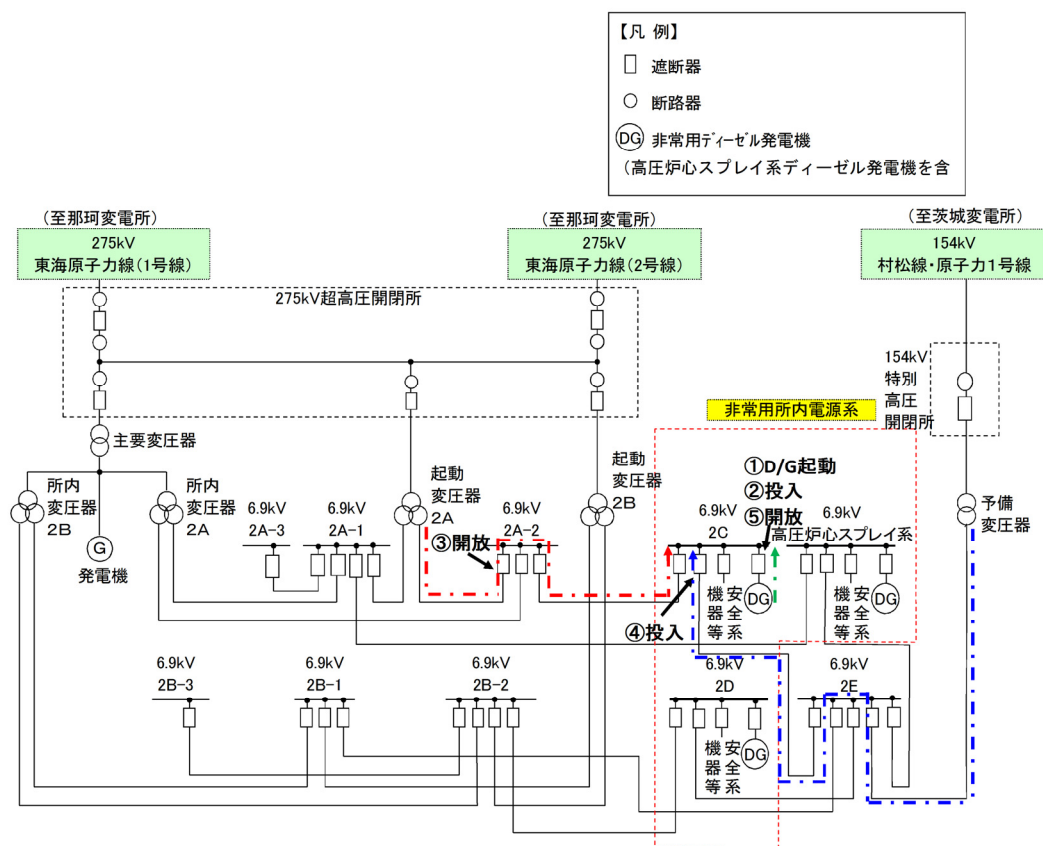 【凡 例】
遮断器
断路器
DG 非常用ディーゼル発電機
(高圧炉心スプレイ系ディーゼル発電機を含
(至那珂変電所)
275kV
東海原子力線(1号線)
(至那珂変電所)
275kV
東海原子力線(2号線)
(至茨城変電所)
154kV
村松線・原子力1号線
275kV超高圧開閉所
154kV
特別
高圧
開閉所
非常用所内電源系
主要変圧器
所内
変圧器
2B
所内
変圧器
2A
G
発電機
6.9kV
2A-3
6.9kV
2A-1
起動
変圧器
2A
6.9kV
2A-2
起動
変圧器
2B
③開放
①D/G起動
②投入
⑤開放
6.9kV
2C
6.9kV
高圧炉心スプレイ系
予備
変圧器
④投入
安全系
機器等
DG
安全系
機器等
DG
6.9kV
2B-3
6.9kV
2B-1
6.9kV
2B-2
6.9kV
2D
6.9kV
2E
安全系
機器等
DG